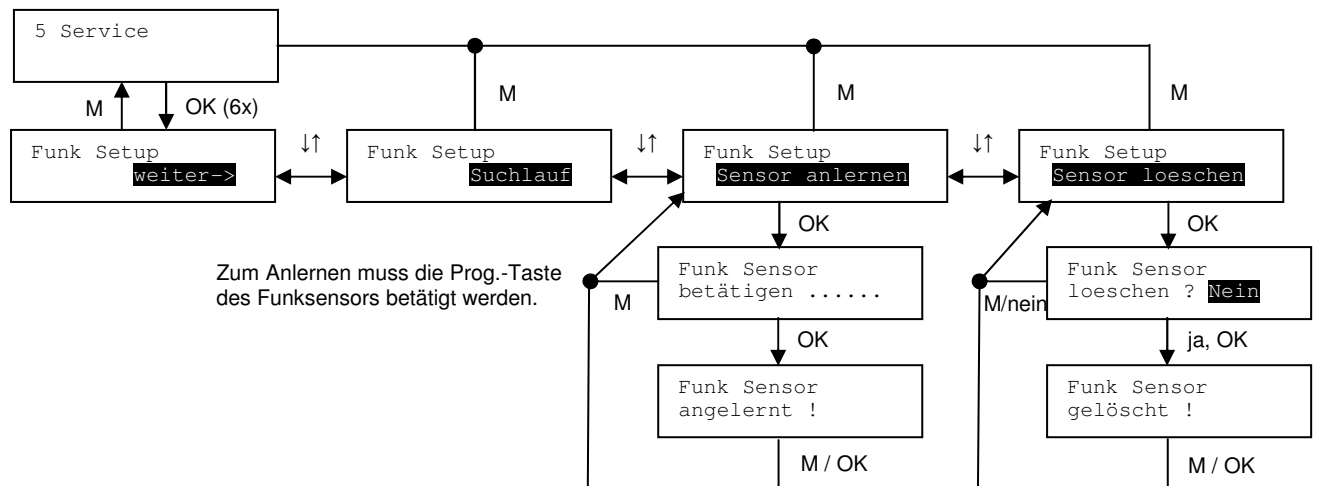 5 Service
M
OK (6x)
M
M
M
Funk Setup
weiter->
↓↑
Funk Setup
Suchlauf
↓↑
Funk Setup
Sensor anlernen
↓↑
Funk Setup
Sensor loeschen
OK
OK
Zum Anlernen muss die Prog.-Taste
des Funksensors betätigt werden.
M
Funk Sensor
betätigen ......
M/nein
Funk Sensor
loeschen ? Nein
OK
ja, OK
Funk Sensor
angelernt !
Funk Sensor
gelöscht !
M / OK
M / OK